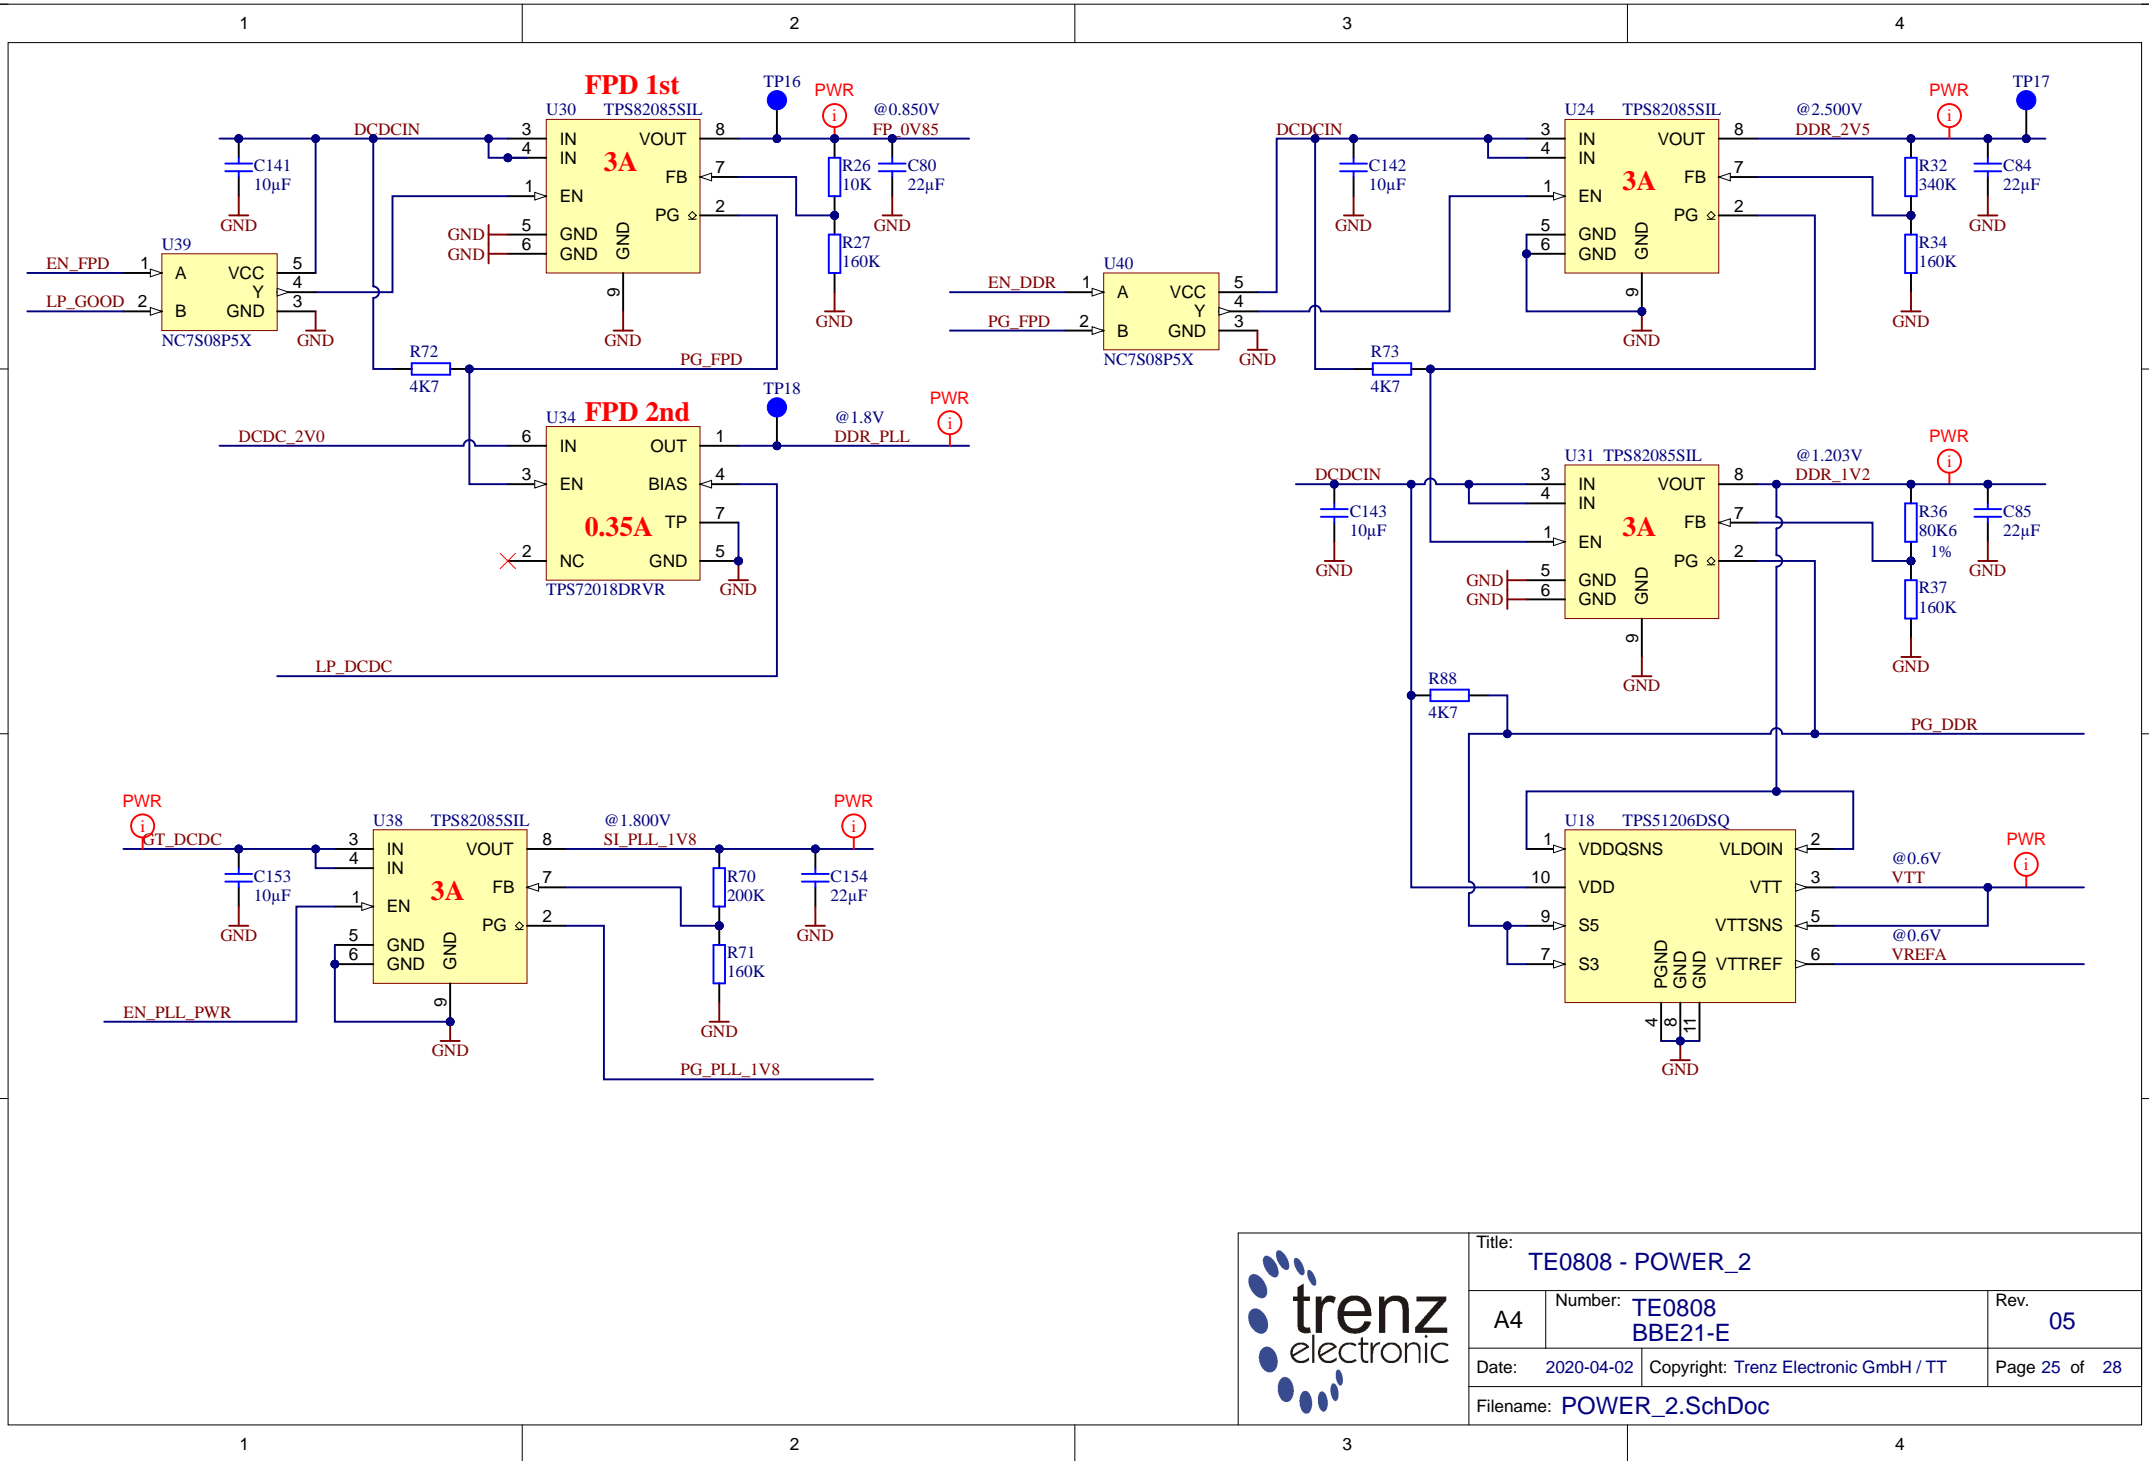 1 2 3 4
FPD 1st
U30 TPS82085SIL
TP16
PWR
@0.850V
FP_0V85
DCDCIN
3 IN VOUT 8
4 IN
3A
FB 7
1 EN
PG 2
5 GND
6 GND
GND
GND
GND
9
GND
C141
10µF
GND
R26
10K
C80
22µF
GND
R27
160K
GND
U39
EN_FPD 1 A VCC 5
Y 4
LP_GOOD 2 B GND 3
NC7S08P5X
GND
R72
4K7
PG_FPD
FPD 2nd
U34
TP18
PWR
@1.8V
DDR_PLL
DCDC_2V0
6 IN OUT 1
3 EN BIAS 4
0.35A
TP 7
2 NC GND 5
TPS72018DRVR
GND
LP_DCDC
PWR
GT_DCDC
U38 TPS82085SIL
@1.800V
SI_PLL_1V8
PWR
3 IN VOUT 8
4 IN
3A
FB 7
1 EN
PG 2
5 GND
6 GND
GND
9
GND
C153
10µF
GND
R70
200K
C154
22µF
GND
R71
160K
GND
EN_PLL_PWR
PG_PLL_1V8
U24 TPS82085SIL
@2.500V
DDR_2V5
PWR
TP17
DCDCIN
3 IN VOUT 8
4 IN
3A
FB 7
1 EN
PG 2
5 GND
6 GND
GND
9
GND
C142
10µF
GND
R32
340K
C84
22µF
GND
R34
160K
GND
U40
EN_DDR 1 A VCC 5
Y 4
PG_FPD 2 B GND 3
NC7S08P5X
GND
R73
4K7
U31 TPS82085SIL
@1.203V
DDR_1V2
PWR
DCDCIN
3 IN VOUT 8
4 IN
3A
FB 7
1 EN
PG 2
5 GND
6 GND
GND
GND
GND
9
GND
C143
10µF
GND
R36
80K6
1%
C85
22µF
GND
R37
160K
GND
R88
4K7
PG_DDR
U18 TPS51206DSQ
1 VDDQSNS VLDOIN 2
10 VDD VTT 3
9 S5 VTTSNS 5
7 S3 VTTREF 6
PGND
GND
GND
4 8 11
GND
@0.6V
VTT
PWR
@0.6V
VREFA
trenz
electronic
Title:
TE0808 - POWER_2
A4
Number: TE0808
BBE21-E
Rev.
05
Date: 2020-04-02 Copyright: Trenz Electronic GmbH / TT Page 25 of 28
Filename: POWER_2.SchDoc
1 2 3 4